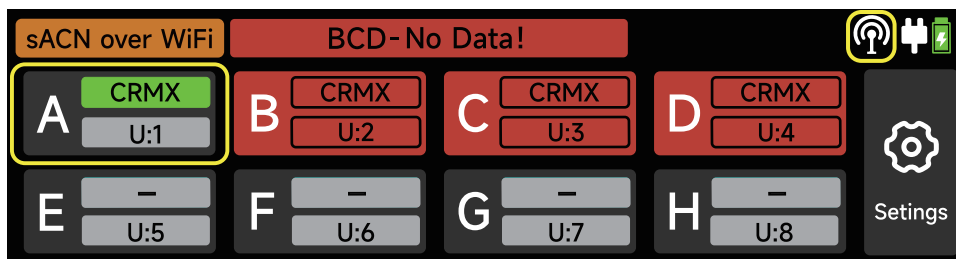 sACN over WiFi
BCD-No Data!
A
CRMX
U:1
B
CRMX
U:2
C
CRMX
U:3
D
CRMX
U:4
E
–
U:5
F
–
U:6
G
–
U:7
H
–
U:8
Setings